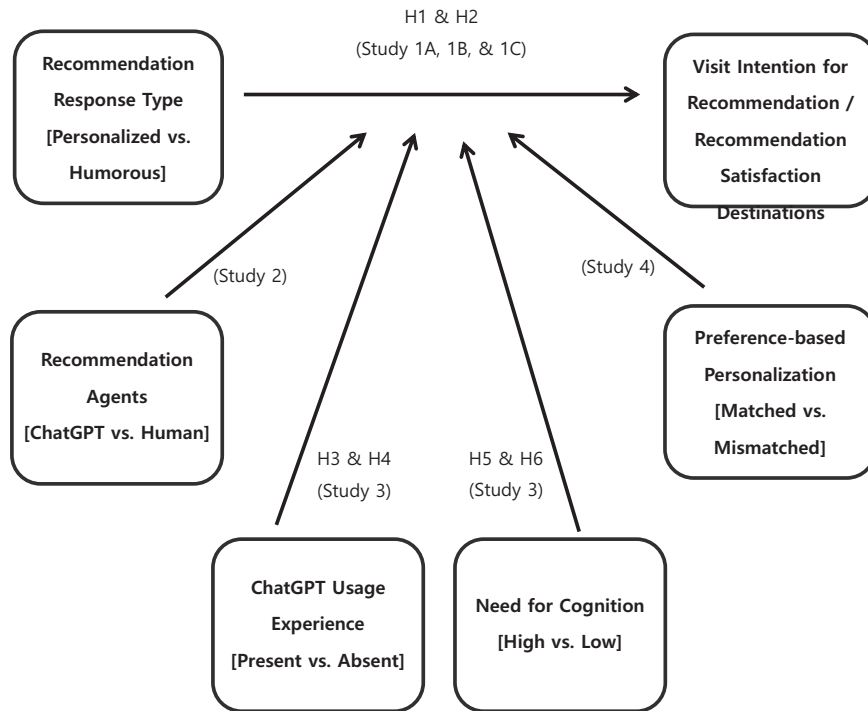 H1 & H2
(Study 1A, 1B, & 1C)
Recommendation
Response Type
[Personalized vs.
Humorous]
Visit Intention for
Recommendation /
Recommendation
Satisfaction
Destinations
(Study 2)
(Study 4)
Recommendation
Agents
[ChatGPT vs. Human]
Preference-based
Personalization
[Matched vs.
Mismatched]
H3 & H4
(Study 3)
H5 & H6
(Study 3)
ChatGPT Usage
Experience
[Present vs. Absent]
Need for Cognition
[High vs. Low]